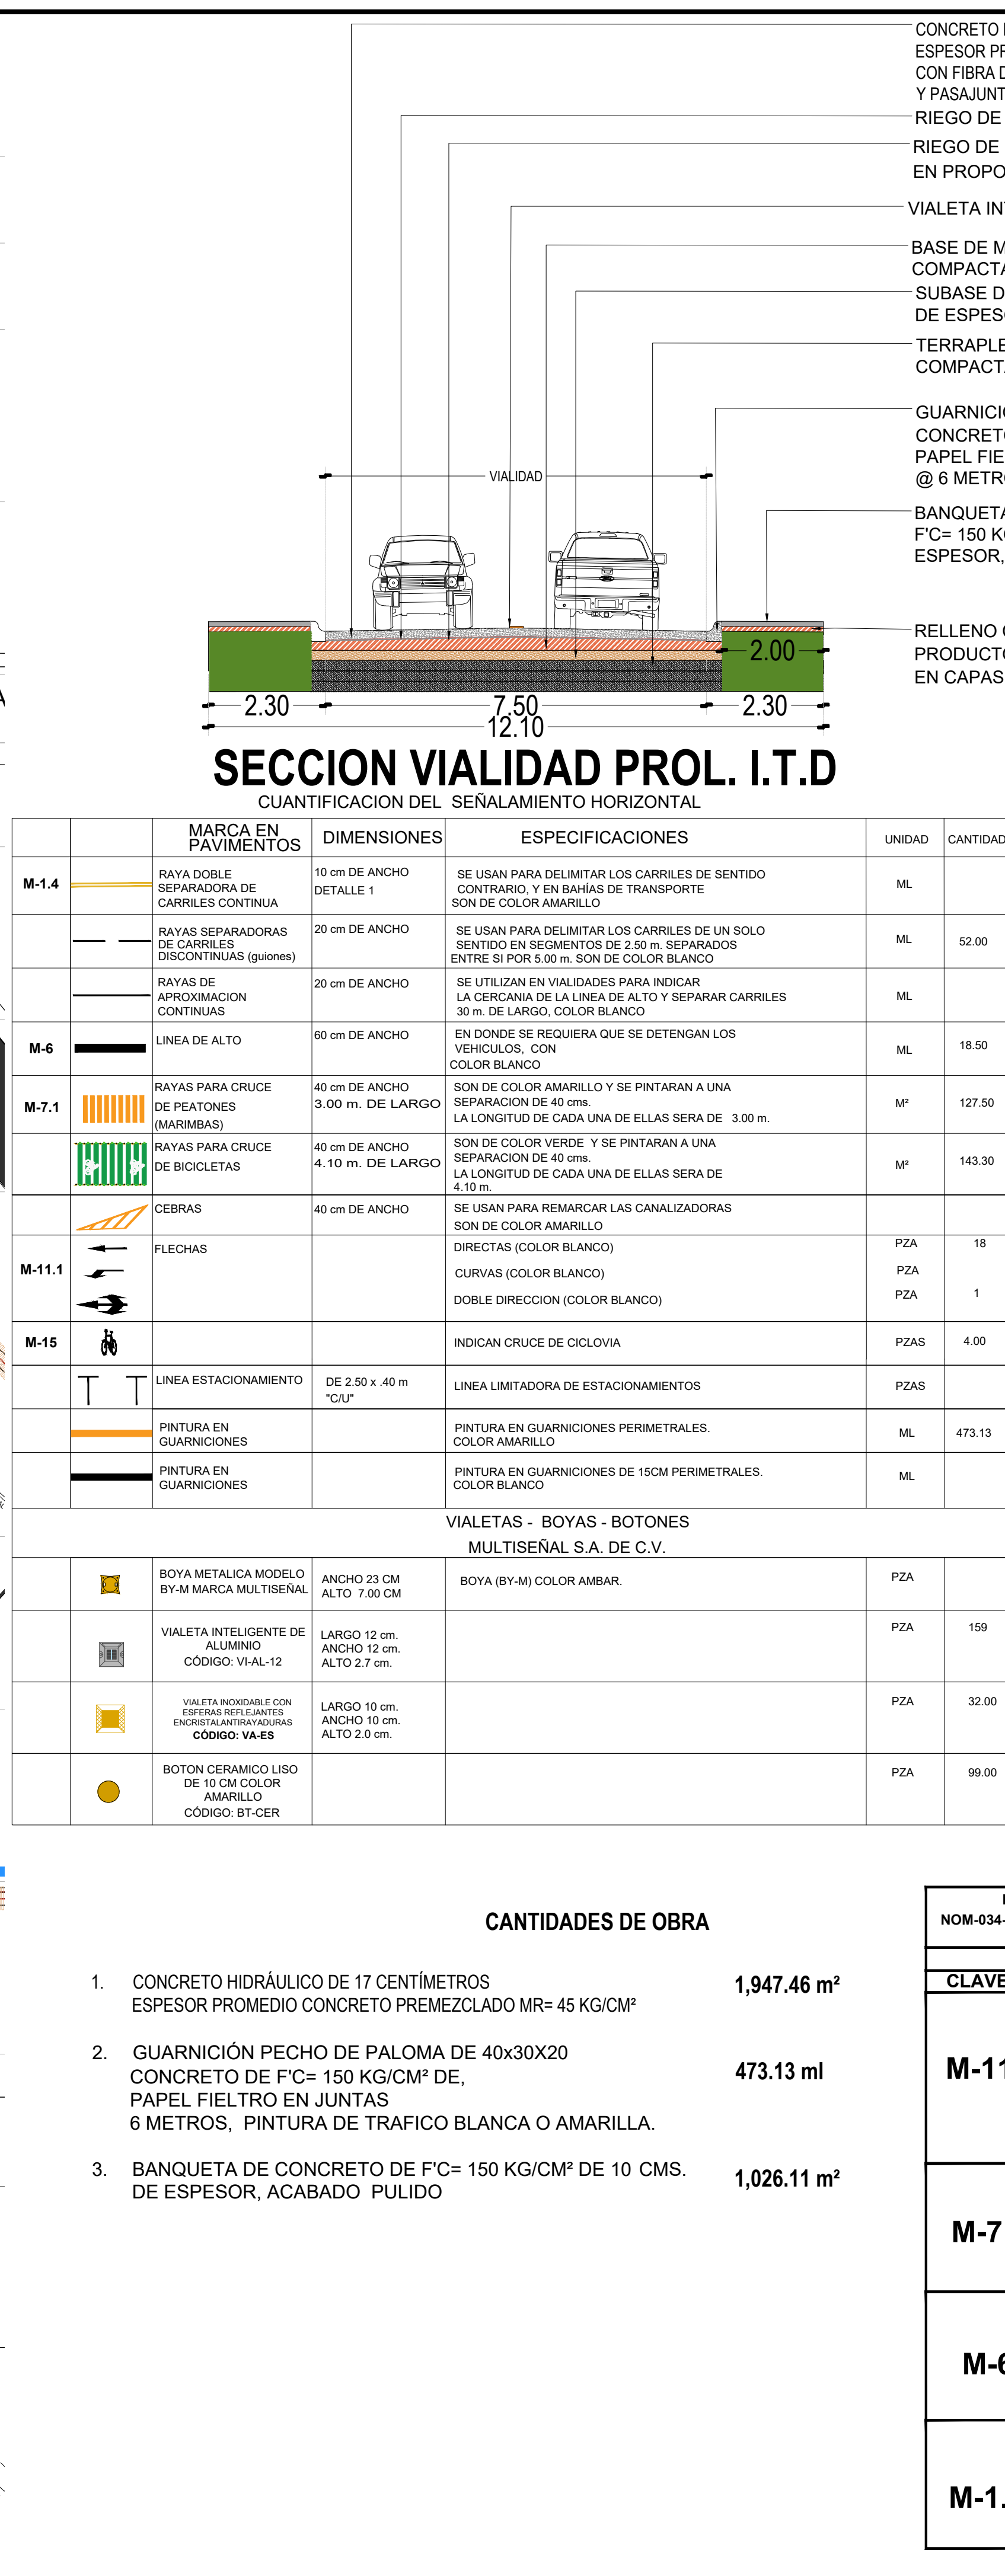 CONCRETO
ESPESOR
CON FIBRA
Y
RIEGO DE
RIEGO DE
EN
VIALETA
BASE DE
DE
@ 6
F'C= 150
ESPESOR,
RELLENO
EN CAPAS
VIALIDAD
2.00
2.30
7.50
2.30
12.10
SECCION VIALIDAD PROL. I.T.D
CUANTIFICACION DEL SEÑALAMIENTO HORIZONTAL
MARCA EN PAVIMENTOS DIMENSIONES ESPECIFICACIONES UNIDAD CANTIDAD
M-1.4
RAYA DOBLE
SEPARADORA DE
CARRILES CONTINUA
10 cm DE ANCHO
DETALLE 1
SE USAN PARA DELIMITAR LOS CARRILES DE SENTIDO
CONTRARIO, Y EN BAHÍAS DE TRANSPORTE
SON DE COLOR AMARILLO
ML
RAYAS SEPARADORAS
DE CARRILES
DISCONTINUAS (guiones)
20 cm DE ANCHO
SE USAN PARA DELIMITAR LOS CARRILES DE UN SOLO
SENTIDO EN SEGMENTOS DE 2.50 m. SEPARADOS
ENTRE SI POR 5.00 m. SON DE COLOR BLANCO
ML
52.00
RAYAS DE
APROXIMACION
CONTINUAS
20 cm DE ANCHO
SE UTILIZAN EN VIALIDADES PARA INDICAR
LA CERCANIA DE LA LINEA DE ALTO Y SEPARAR CARRILES
30 m. DE LARGO, COLOR BLANCO
ML
M-6
LINEA DE ALTO
60 cm DE ANCHO
EN DONDE SE REQUIERA QUE SE DETENGAN LOS
VEHICULOS, CON
COLOR BLANCO
ML
18.50
M-7.1
RAYAS PARA CRUCE
DE PEATONES
(MARIMBAS)
40 cm DE ANCHO
3.00 m. DE LARGO
SON DE COLOR AMARILLO Y SE PINTARAN A UNA
SEPARACION DE 40 cms.
LA LONGITUD DE CADA UNA DE ELLAS SERA DE 3.00 m.
M²
127.50
RAYAS PARA CRUCE
DE BICICLETAS
40 cm DE ANCHO
4.10 m. DE LARGO
SON DE COLOR VERDE Y SE PINTARAN A UNA
SEPARACION DE 40 cms.
LA LONGITUD DE CADA UNA DE ELLAS SERA DE
4.10 m.
M²
143.30
CEBRAS
40 cm DE ANCHO
SE USAN PARA REMARCAR LAS CANALIZADORAS
SON DE COLOR AMARILLO
M-11.1
FLECHAS
DIRECTAS (COLOR BLANCO)
PZA
18
CURVAS (COLOR BLANCO)
PZA
DOBLE DIRECCION (COLOR BLANCO)
PZA
1
M-15
INDICAN CRUCE DE CICLOVIA
PZAS
4.00
LINEA ESTACIONAMIENTO
DE 2.50 x .40 m
"C/U"
LINEA LIMITADORA DE ESTACIONAMIENTOS
PZAS
PINTURA EN
GUARNICIONES
PINTURA EN GUARNICIONES PERIMETRALES.
COLOR AMARILLO
ML
473.13
PINTURA EN
GUARNICIONES
PINTURA EN GUARNICIONES DE 15CM PERIMETRALES.
COLOR BLANCO
ML
VIALETAS - BOYAS - BOTONES
MULTISEÑAL S.A. DE C.V.
BOYA METALICA MODELO
BY-M MARCA MULTISEÑAL
ANCHO 23 CM
ALTO 7.00 CM
BOYA (BY-M) COLOR AMBAR.
PZA
VIALETA INTELIGENTE DE
ALUMINIO
CÓDIGO: VI-AL-12
LARGO 12 cm.
ANCHO 12 cm.
ALTO 2.7 cm.
PZA
159
VIALETA INOXIDABLE CON
ESFERAS REFLEJANTES
ENCRISTALANTIRAYADURAS
CÓDIGO: VA-ES
LARGO 10 cm.
ANCHO 10 cm.
ALTO 2.0 cm.
PZA
32.00
BOTON CERAMICO LISO
DE 10 CM COLOR
AMARILLO
CÓDIGO: BT-CER
PZA
99.00
CANTIDADES DE OBRA
1. CONCRETO HIDRÁULICO DE 17 CENTÍMETROS
ESPESOR PROMEDIO CONCRETO PREMEZCLADO MR= 45 KG/CM²
1,947.46 m²
2. GUARNICIÓN PECHO DE PALOMA DE 40x30X20
CONCRETO DE F'C= 150 KG/CM² DE,
PAPEL FIELTRO EN JUNTAS
6 METROS, PINTURA DE TRAFICO BLANCA O AMARILLA.
473.13 ml
3. BANQUETA DE CONCRETO DE F'C= 150 KG/CM² DE 10 CMS.
DE ESPESOR, ACABADO PULIDO
1,026.11 m²
NOM-034-
CLAVE
M-11
M-7
M-6
M-1.